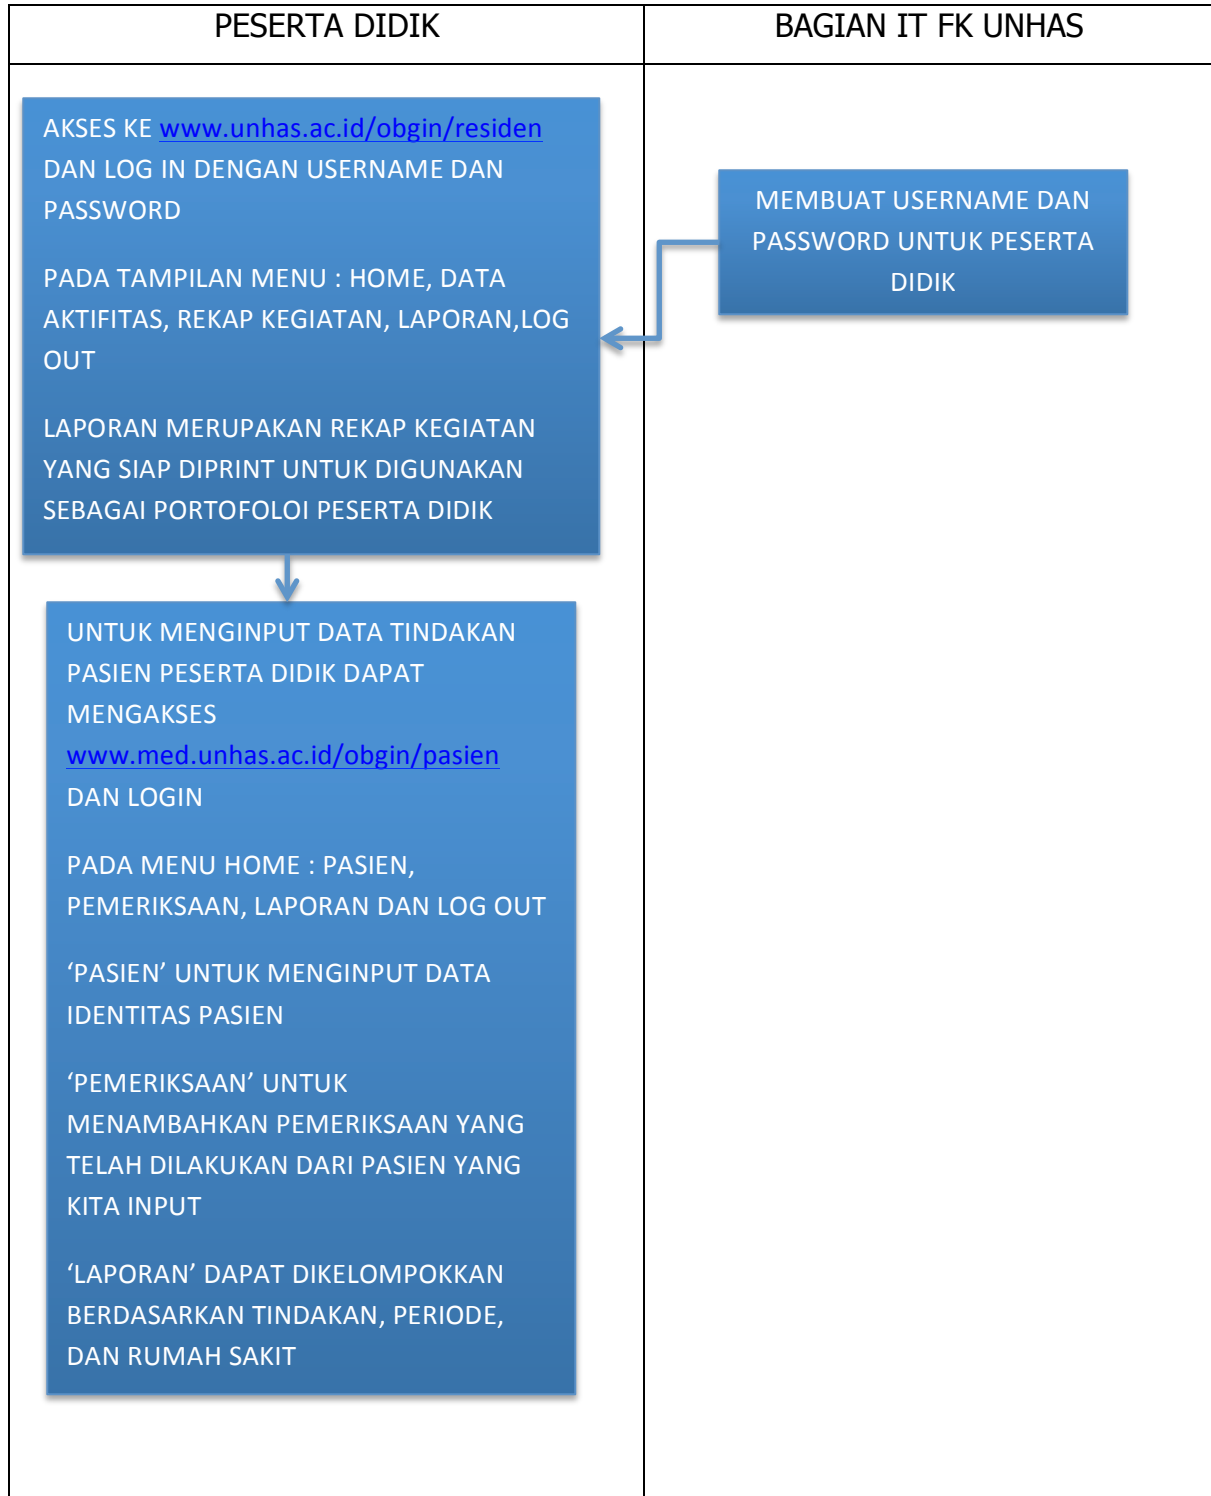 PESERTA DIDIK
BAGIAN IT FK UNHAS
AKSES KE www.unhas.ac.id/obgin/residen
DAN LOG IN DENGAN USERNAME DAN
PASSWORD
PADA TAMPILAN MENU : HOME, DATA
AKTIFITAS, REKAP KEGIATAN, LAPORAN,LOG
OUT
LAPORAN MERUPAKAN REKAP KEGIATAN
YANG SIAP DIPRINT UNTUK DIGUNAKAN
SEBAGAI PORTOFOLOI PESERTA DIDIK
MEMBUAT USERNAME DAN
PASSWORD UNTUK PESERTA
DIDIK
UNTUK MENGINPUT DATA TINDAKAN
PASIEN PESERTA DIDIK DAPAT
MENGAKSES
www.med.unhas.ac.id/obgin/pasien
DAN LOGIN
PADA MENU HOME : PASIEN,
PEMERIKSAAN, LAPORAN DAN LOG OUT
‘PASIEN’ UNTUK MENGINPUT DATA
IDENTITAS PASIEN
‘PEMERIKSAAN’ UNTUK
MENAMBAHKAN PEMERIKSAAN YANG
TELAH DILAKUKAN DARI PASIEN YANG
KITA INPUT
‘LAPORAN’ DAPAT DIKELOMPOKKAN
BERDASARKAN TINDAKAN, PERIODE,
DAN RUMAH SAKIT